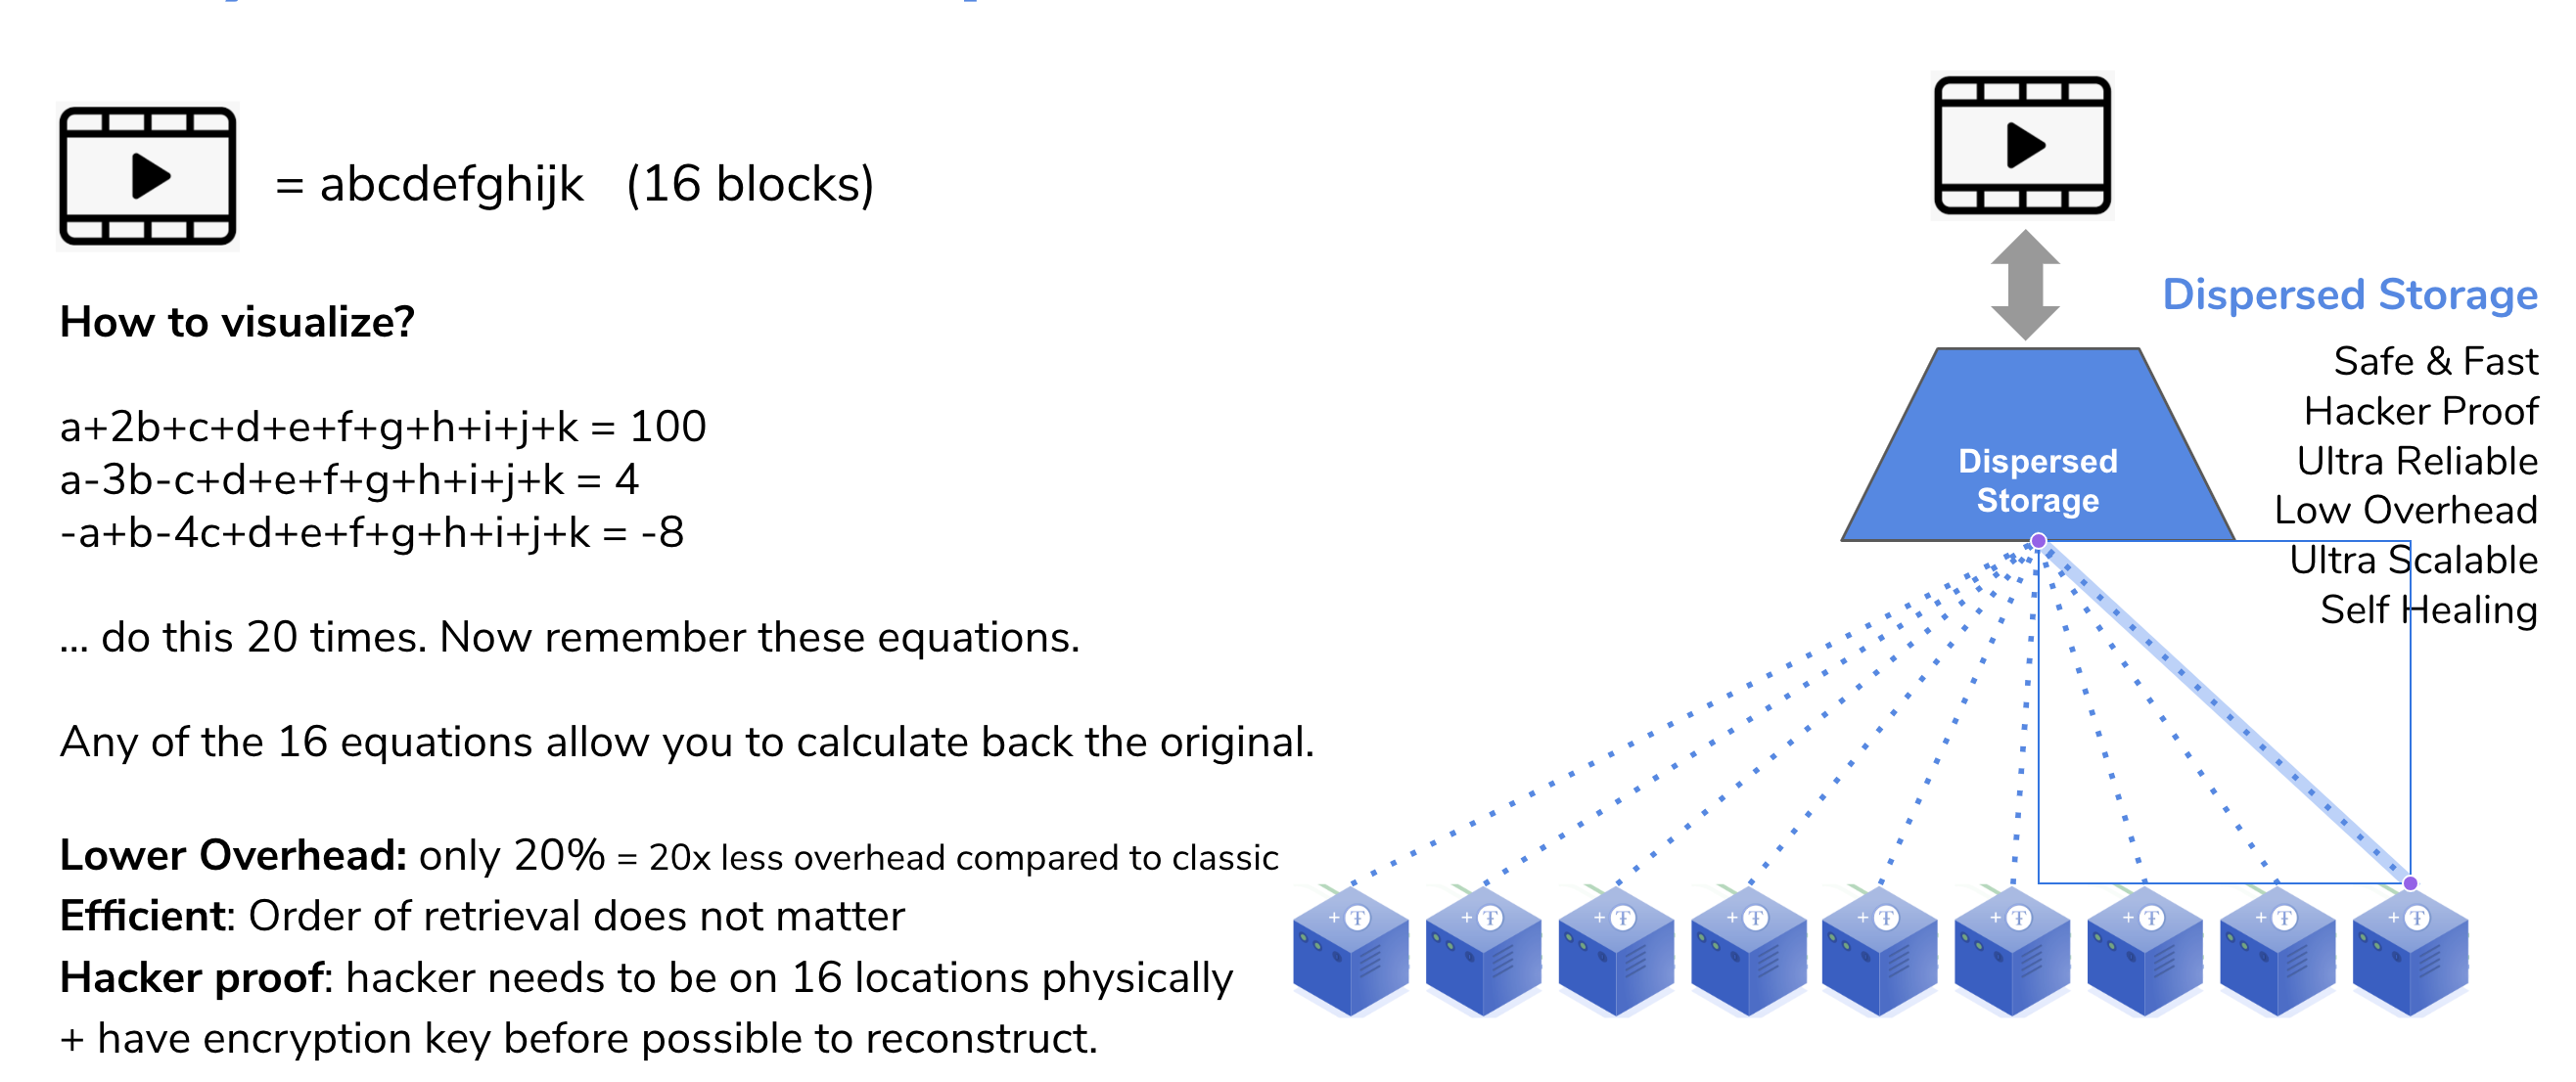 = abcdefghijk (16 blocks)
How to visualize?
a+2b+c+d+e+f+g+h+i+j+k = 100
a-3b-c+d+e+f+g+h+i+j+k = 4
-a+b-4c+d+e+f+g+h+i+j+k = -8
... do this 20 times. Now remember these equations.
Any of the 16 equations allow you to calculate back the original.
Lower Overhead: only 20% = 20x less overhead compared to classic
Efficient: Order of retrieval does not matter
Hacker proof: hacker needs to be on 16 locations physically
+ have encryption key before possible to reconstruct.
Dispersed Storage
Safe & Fast
Hacker Proof
Ultra Reliable
Low Overhead
Ultra Scalable
Self Healing
Dispersed
Storage